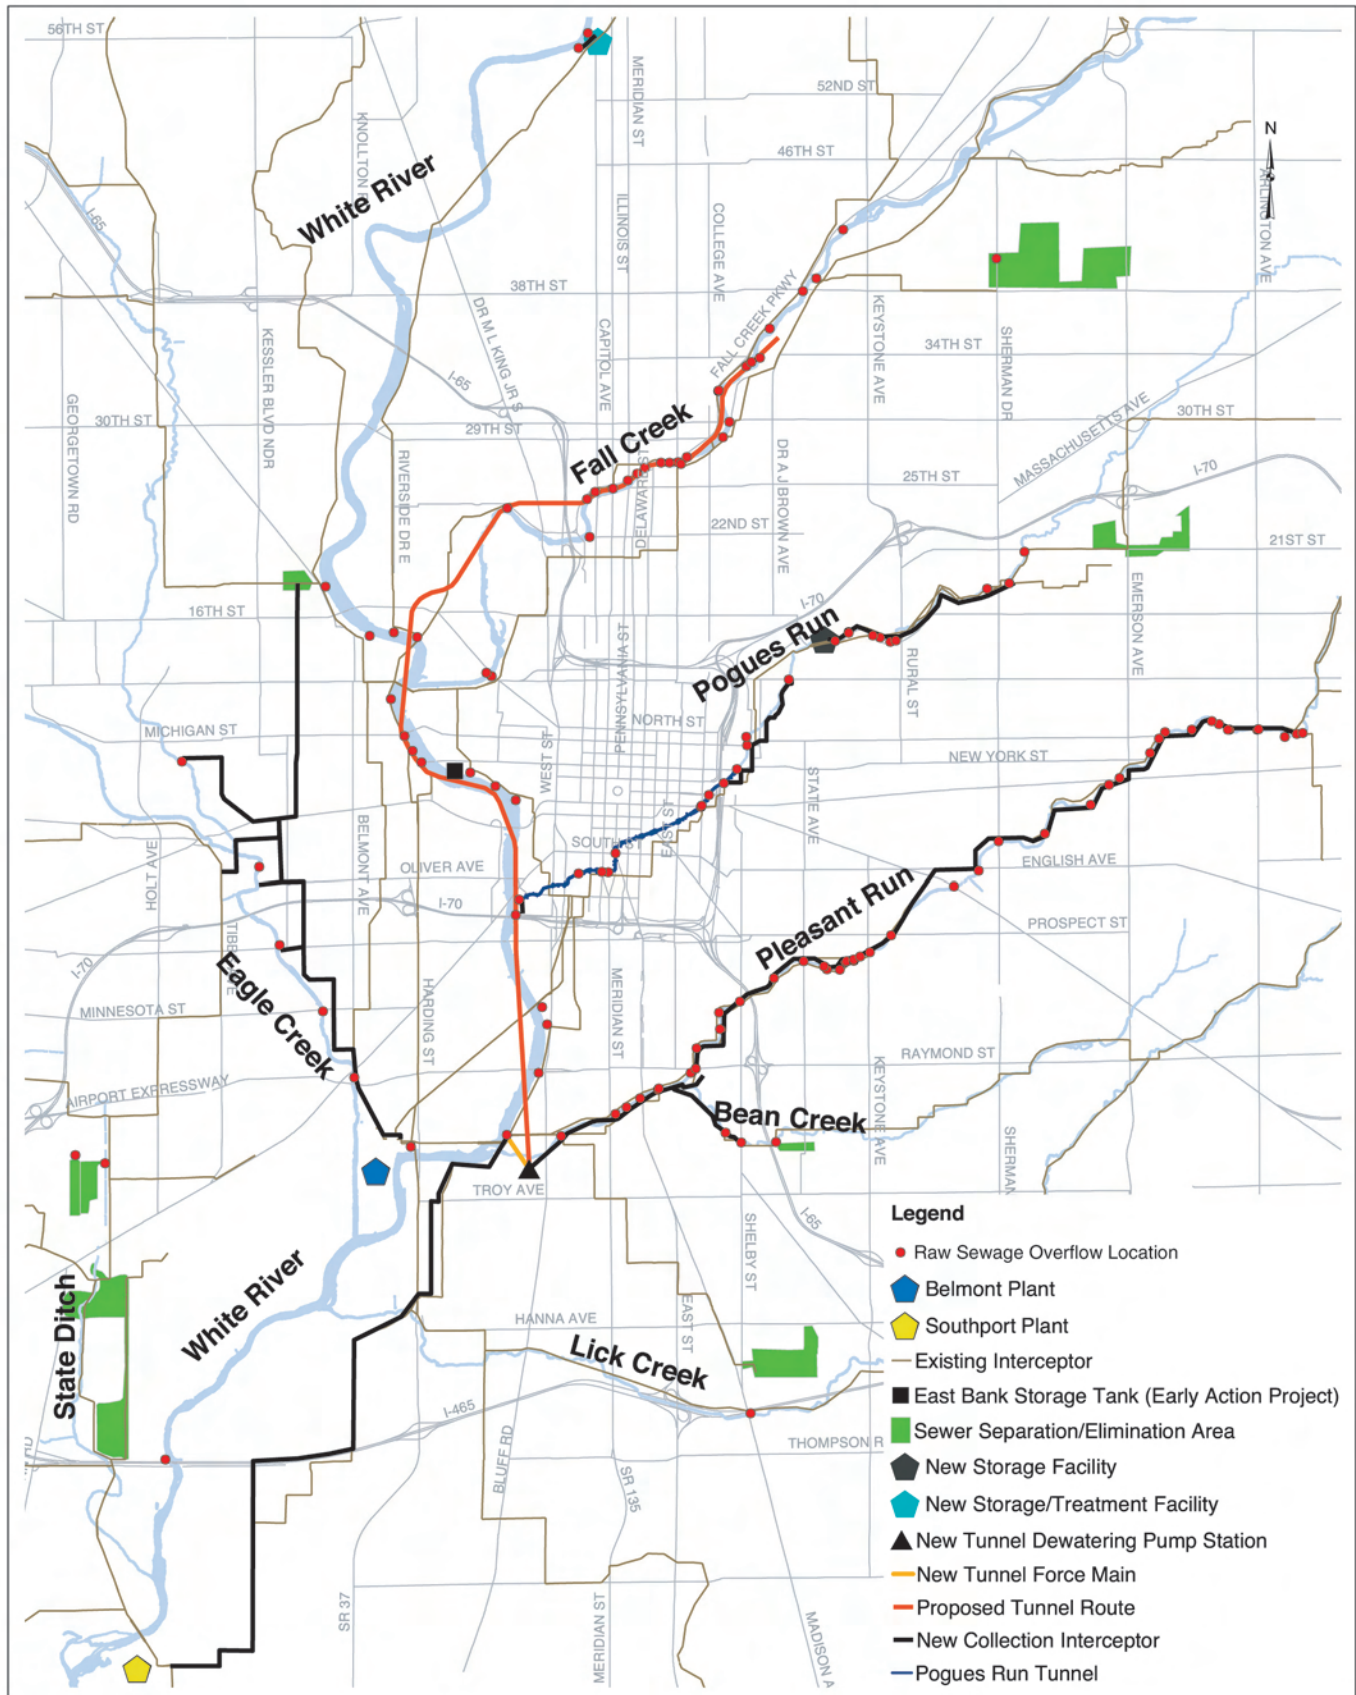 56TH ST
MERIDIAN ST
52ND ST
KNOLLTON
46TH ST
N
White River
I-65
ILLINOIS ST
COLLEGE AVE
ARLINGTON AVE
38TH ST
DR M L KING JR S
CAPITOL AVE
FALL CREEK PKWY
KEYSTONE AVE
SHERMAN DR
34TH ST
KESSLER BLVD NDR
I-65
GEORGETOWN RD
30TH ST
29TH ST
Fall Creek
30TH ST
MASSACHUSETTS AVE
RIVERSIDE DR E
DELAWARE ST
DR A J BROWN AVE
25TH ST
I-70
22ND ST
21ST ST
16TH ST
I-70
EMERSON AVE
Pogues Run
PENNSYLVANIA ST
RURAL ST
NORTH ST
MICHIGAN ST
WEST ST
NEW YORK ST
STATE AVE
BELMONT AVE
SOUTH ST
EAST ST
HOLT AVE
OLIVER AVE
ENGLISH AVE
I-70
Pleasant Run
PROSPECT ST
I-70
Eagle Creek
HARDING ST
MERIDIAN ST
MINNESOTA ST
RAYMOND ST
KEYSTONE AVE
AIRPORT EXPRESSWAY
Bean Creek
SHERMAN
TROY AVE
SHELBY ST
I-65
Legend
Raw Sewage Overflow Location
Belmont Plant
Southport Plant
Existing Interceptor
East Bank Storage Tank (Early Action Project)
Sewer Separation/Elimination Area
New Storage Facility
New Storage/Treatment Facility
New Tunnel Dewatering Pump Station
New Tunnel Force Main
Proposed Tunnel Route
New Collection Interceptor
Pogues Run Tunnel
State Ditch
White River
HANNA AVE
EAST ST
Lick Creek
I-465
BLUFF RD
THOMPSON R
SR 135
SR 37
MERIDIAN ST
MADISON A